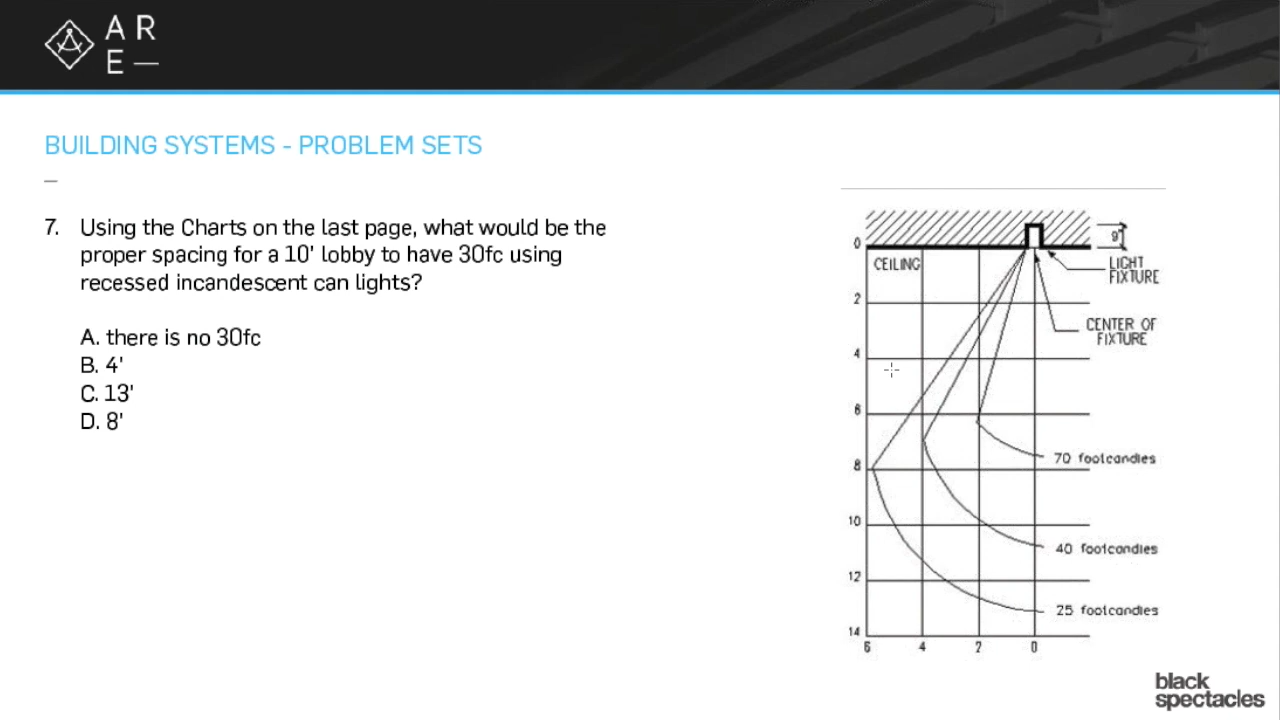 A R
E —
BUILDING SYSTEMS - PROBLEM SETS
—
7. Using the Charts on the last page, what would be the
proper spacing for a 10' lobby to have 30fc using
recessed incandescent can lights?
A. there is no 30fc
B. 4'
C. 13'
D. 8'
9"
0
CEILING
LIGHT
FIXTURE
2
CENTER OF
FIXTURE
4
6
70 footcandles
8
10
40 footcandles
12
25 footcandles
14
6 4 2 0
black
spectacles